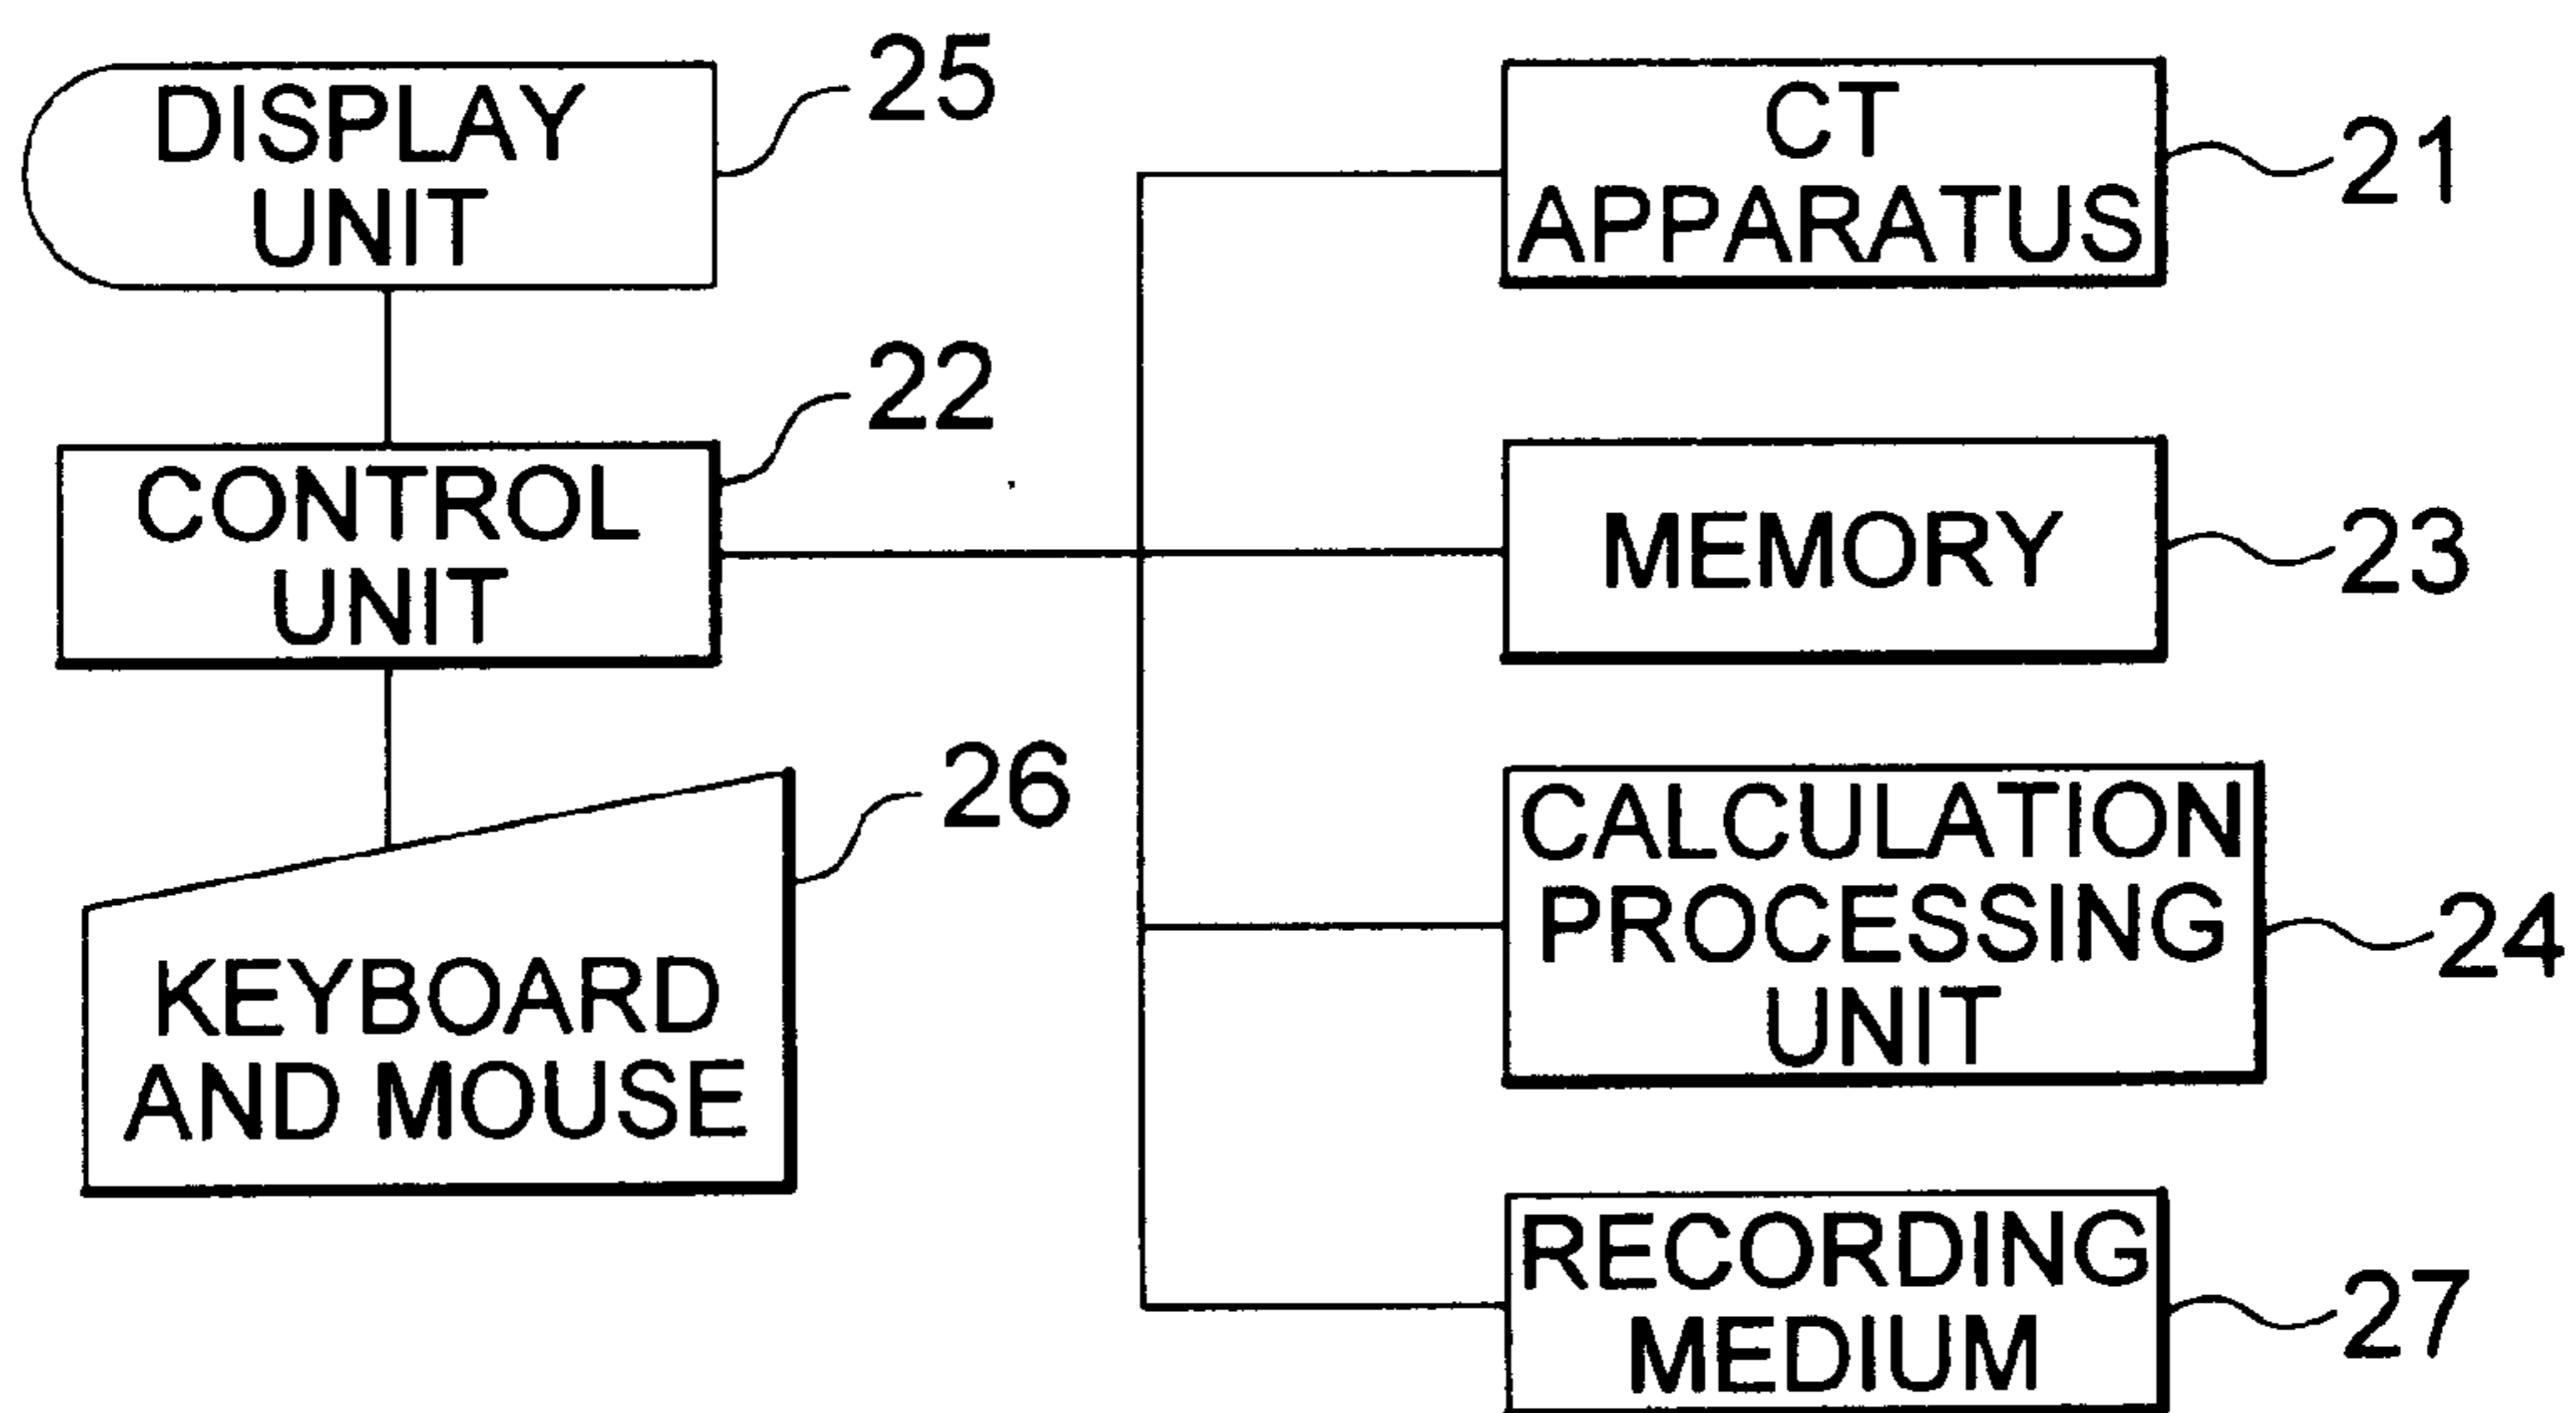 DISPLAY
UNIT
25
CONTROL
UNIT
22
KEYBOARD
AND MOUSE
26
CT
APPARATUS
21
MEMORY
23
CALCULATION
PROCESSING
UNIT
24
RECORDING
MEDIUM
27